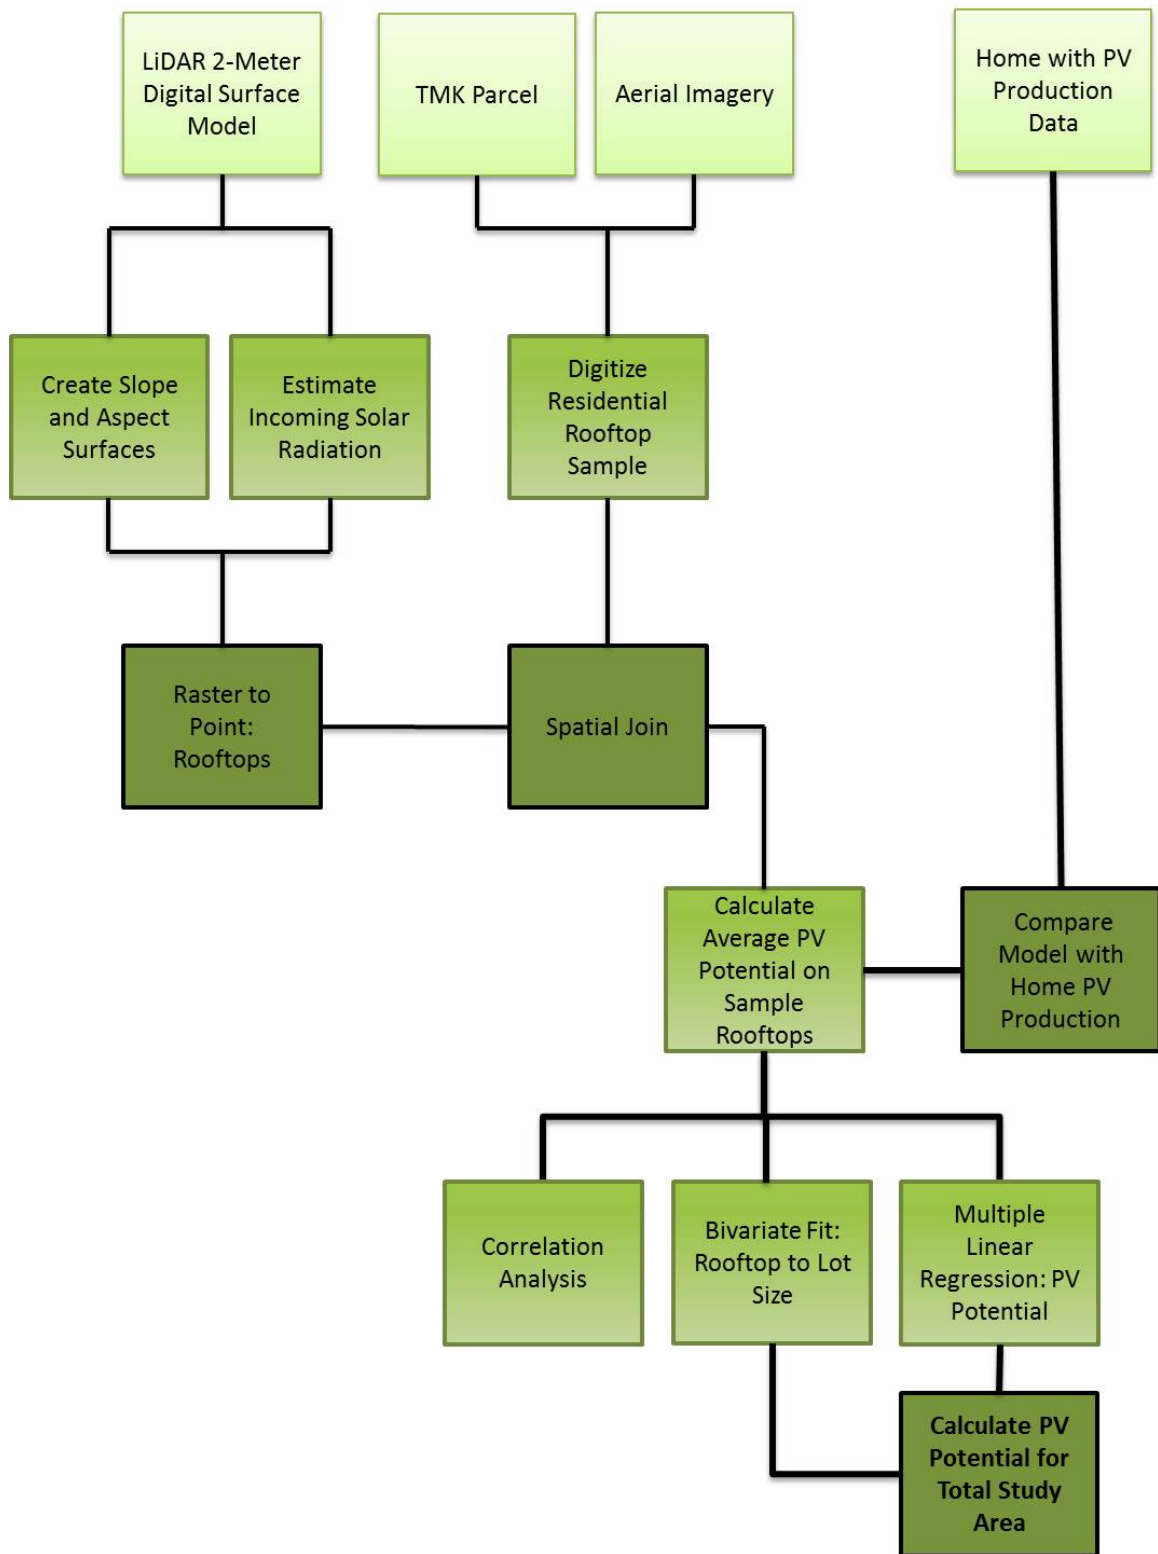 LiDAR 2-Meter
Digital Surface
Model
TMK Parcel
Aerial Imagery
Home with PV
Production
Data
Create Slope
and Aspect
Surfaces
Estimate
Incoming Solar
Radiation
Digitize
Residential
Rooftop
Sample
Raster to
Point:
Rooftops
Spatial Join
Calculate
Average PV
Potential on
Sample
Rooftops
Compare
Model with
Home PV
Production
Correlation
Analysis
Bivariate Fit:
Rooftop to Lot
Size
Multiple
Linear
Regression: PV
Potential
Calculate PV
Potential for
Total Study
Area